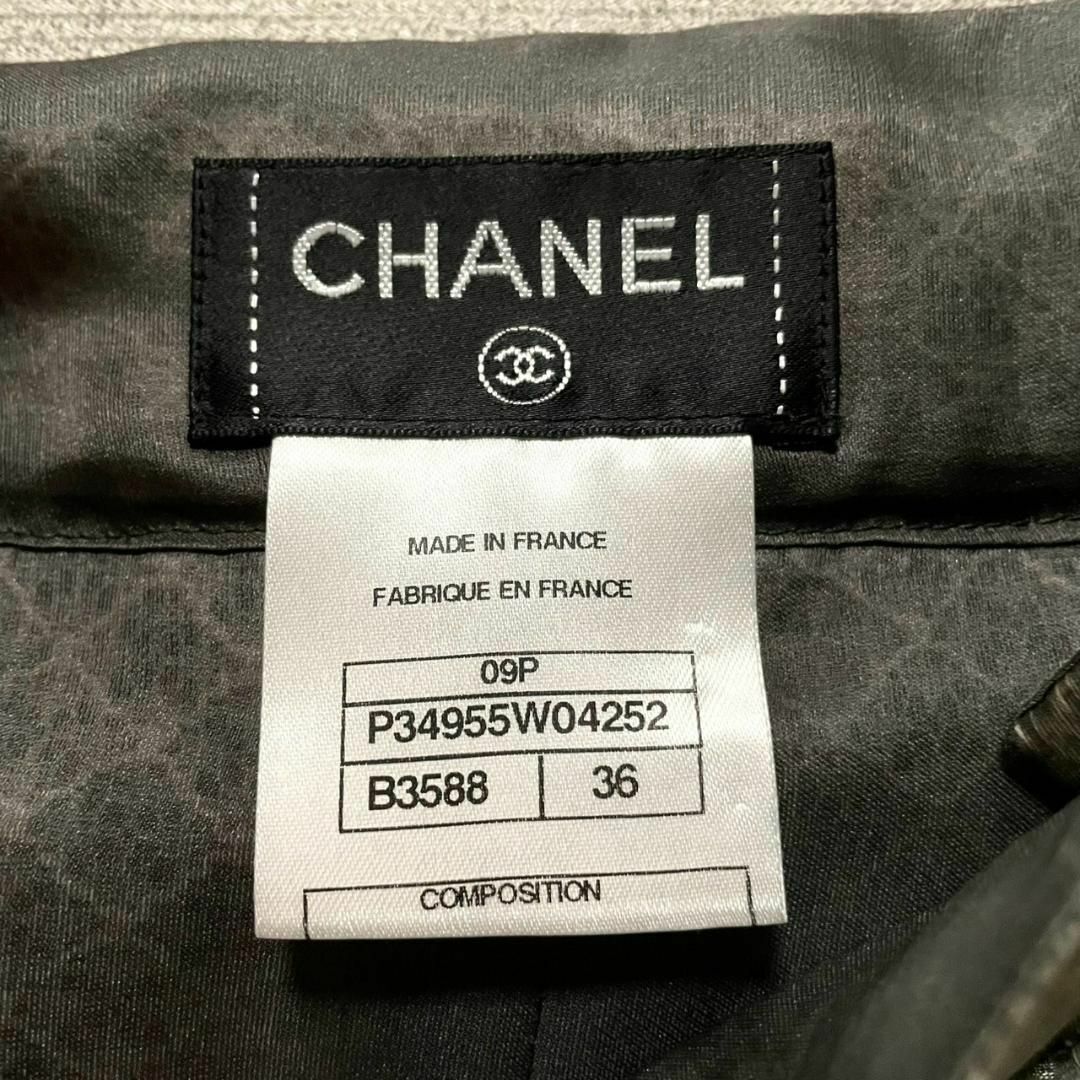 CHANEL
MADE IN FRANCE
FABRIQUE EN FRANCE
09P
P34955W04252
B3588 36
COMPOSITION